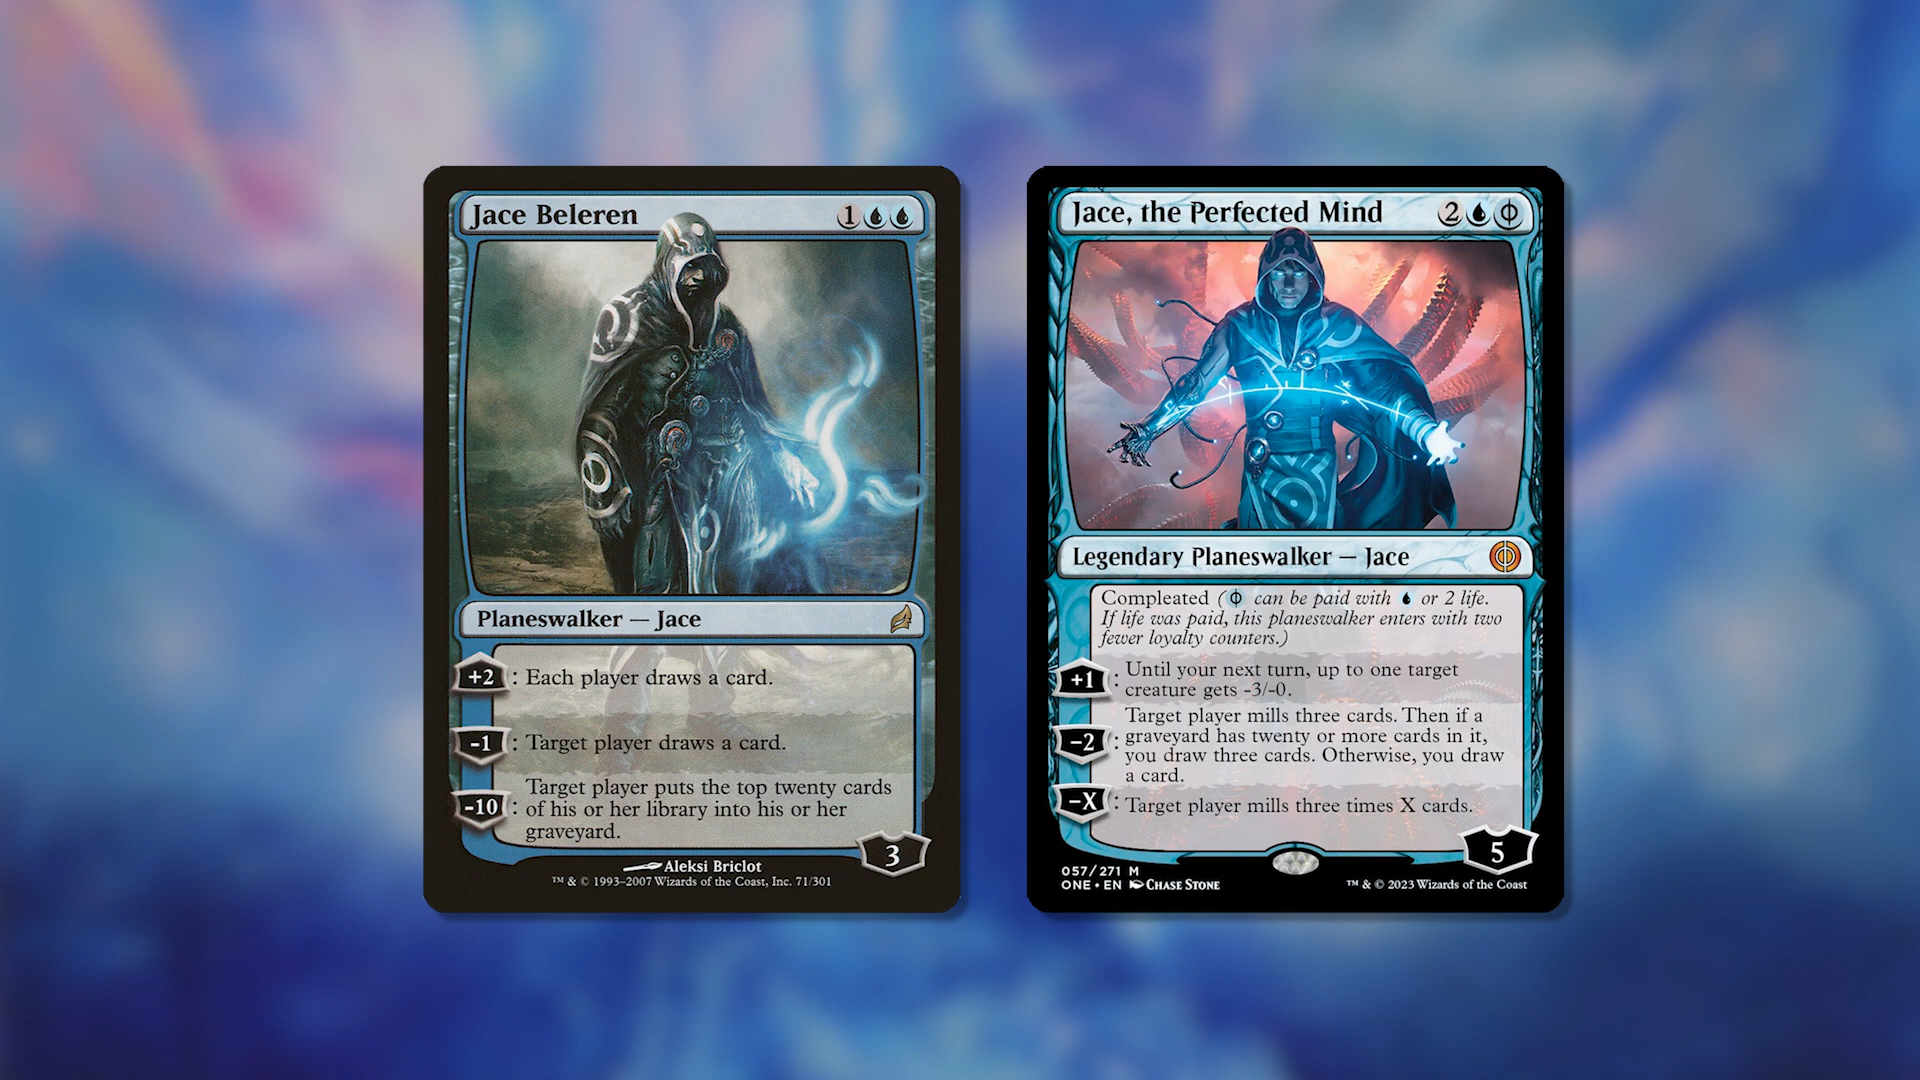 Jace Beleren 1
Planeswalker — Jace
+2 : Each player draws a card.
-1 : Target player draws a card.
Target player puts the top twenty cards
-10 : of his or her library into his or her
graveyard.
3
Aleksi Briclot
™ & © 1993–2007 Wizards of the Coast, Inc. 71/301
Jace, the Perfected Mind 2
Legendary Planeswalker — Jace
Compleated ( can be paid with or 2 life.
If life was paid, this planeswalker enters with two
fewer loyalty counters.)
+1 : Until your next turn, up to one target
creature gets -3/-0.
Target player mills three cards. Then if a
−2 : graveyard has twenty or more cards in it,
you draw three cards. Otherwise, you draw
a card.
−X : Target player mills three times X cards.
5
057/271 M
ONE • EN Chase Stone
™ & © 2023 Wizards of the Coast